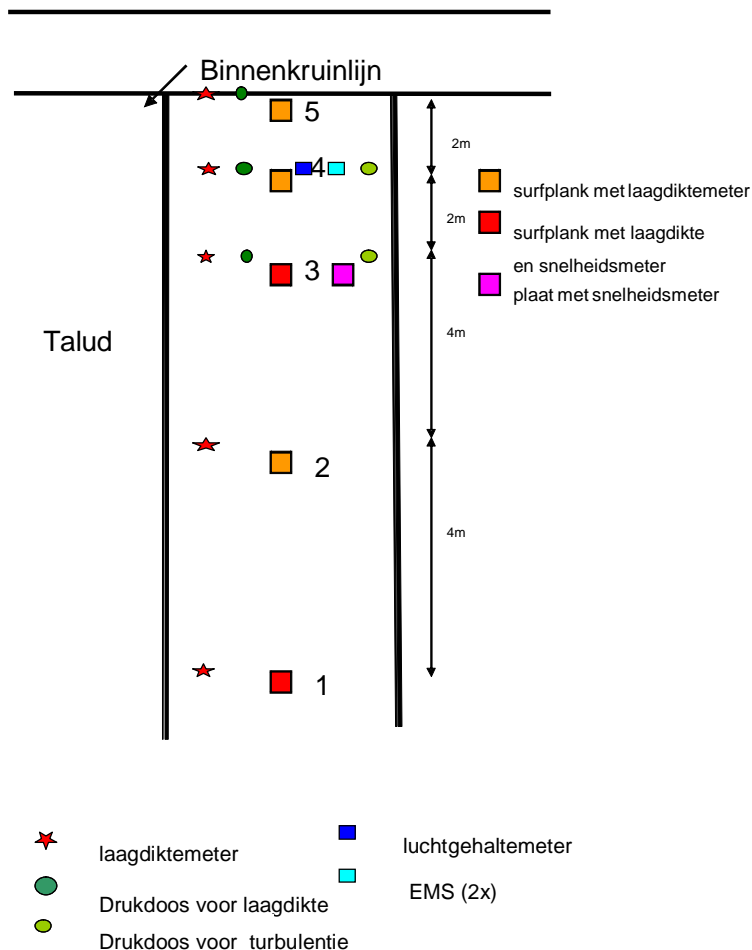 Binnenkruinlijn
5
2m
4
surfplank met laagdiktemeter
2m
surfplank met laagdikte
3
en snelheidsmeter
plaat met snelheidsmeter
4m
Talud
2
4m
1
laagdiktemeter
luchtgehaltemeter
Drukdoos voor laagdikte
EMS (2x)
Drukdoos voor turbulentie